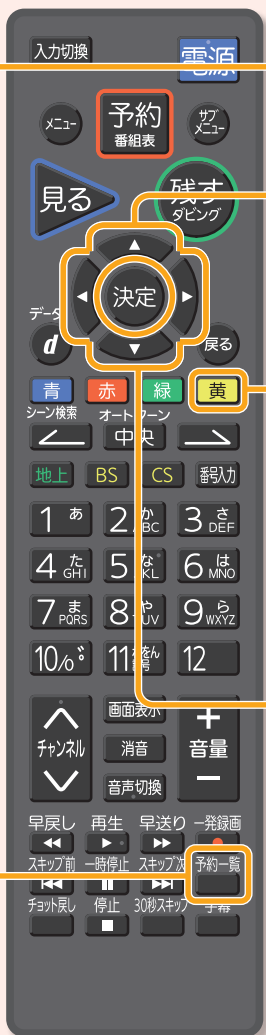 入力切換
電源
メニュー
予約
番組表
サブ
メニュー
見る
残す
ダビング
決定
データ
d
戻る
青 赤 緑 黄
シーン検索 オートターン
中央
地上 BS CS 番号入力
1 あ 2 か ABC 3 さ DEF
4 た GHI 5 な JKL 6 は MNO
7 ま PQRS 8 や TUV 9 ら WXYZ
10/0 11 12
チャンネル
画面表示
消音
音声切換
+
音量
−
早戻し 再生 早送り 一発録画
スキップ前 一時停止 スキップ次 予約一覧
チョット戻し 停止 30秒スキップ 字幕